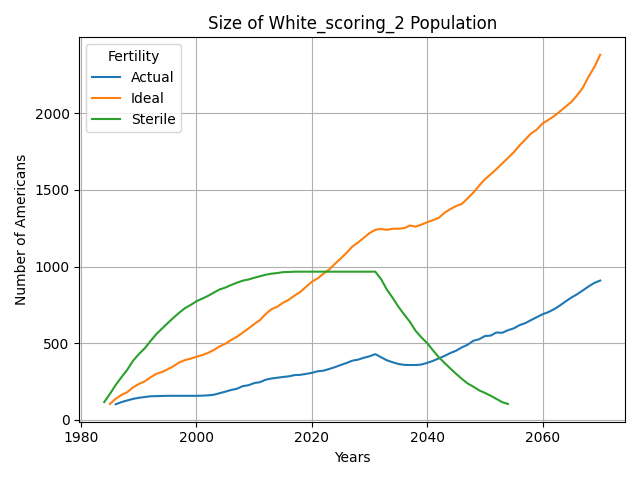 Size of White_scoring_2 Population
Fertility
Actual
Ideal
Sterile
Number of Americans
2000
1500
1000
500
0
1980
2000
2020
2040
2060
Years